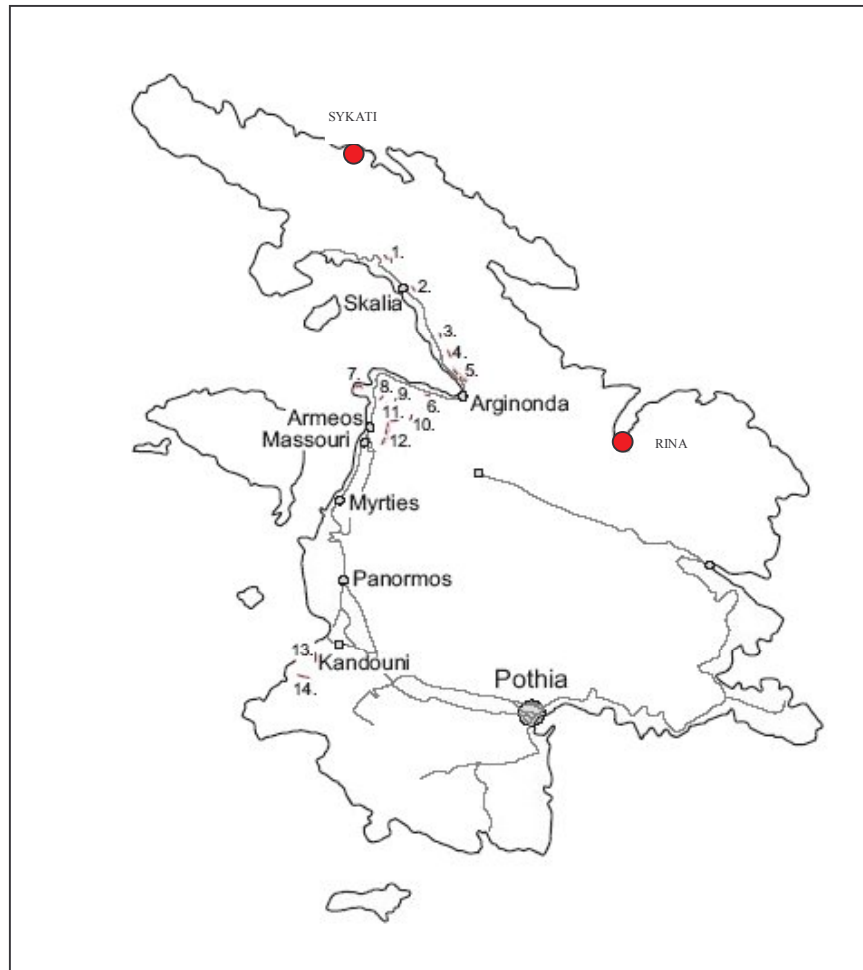 SYKATI
1.
2.
Skalia
3.
4.
5.
7.
8.
9.
6.
Arginonda
Armeos
11.
10.
Massouri
12.
RINA
Myrties
Panormos
13.
Kandouni
14.
Pothia